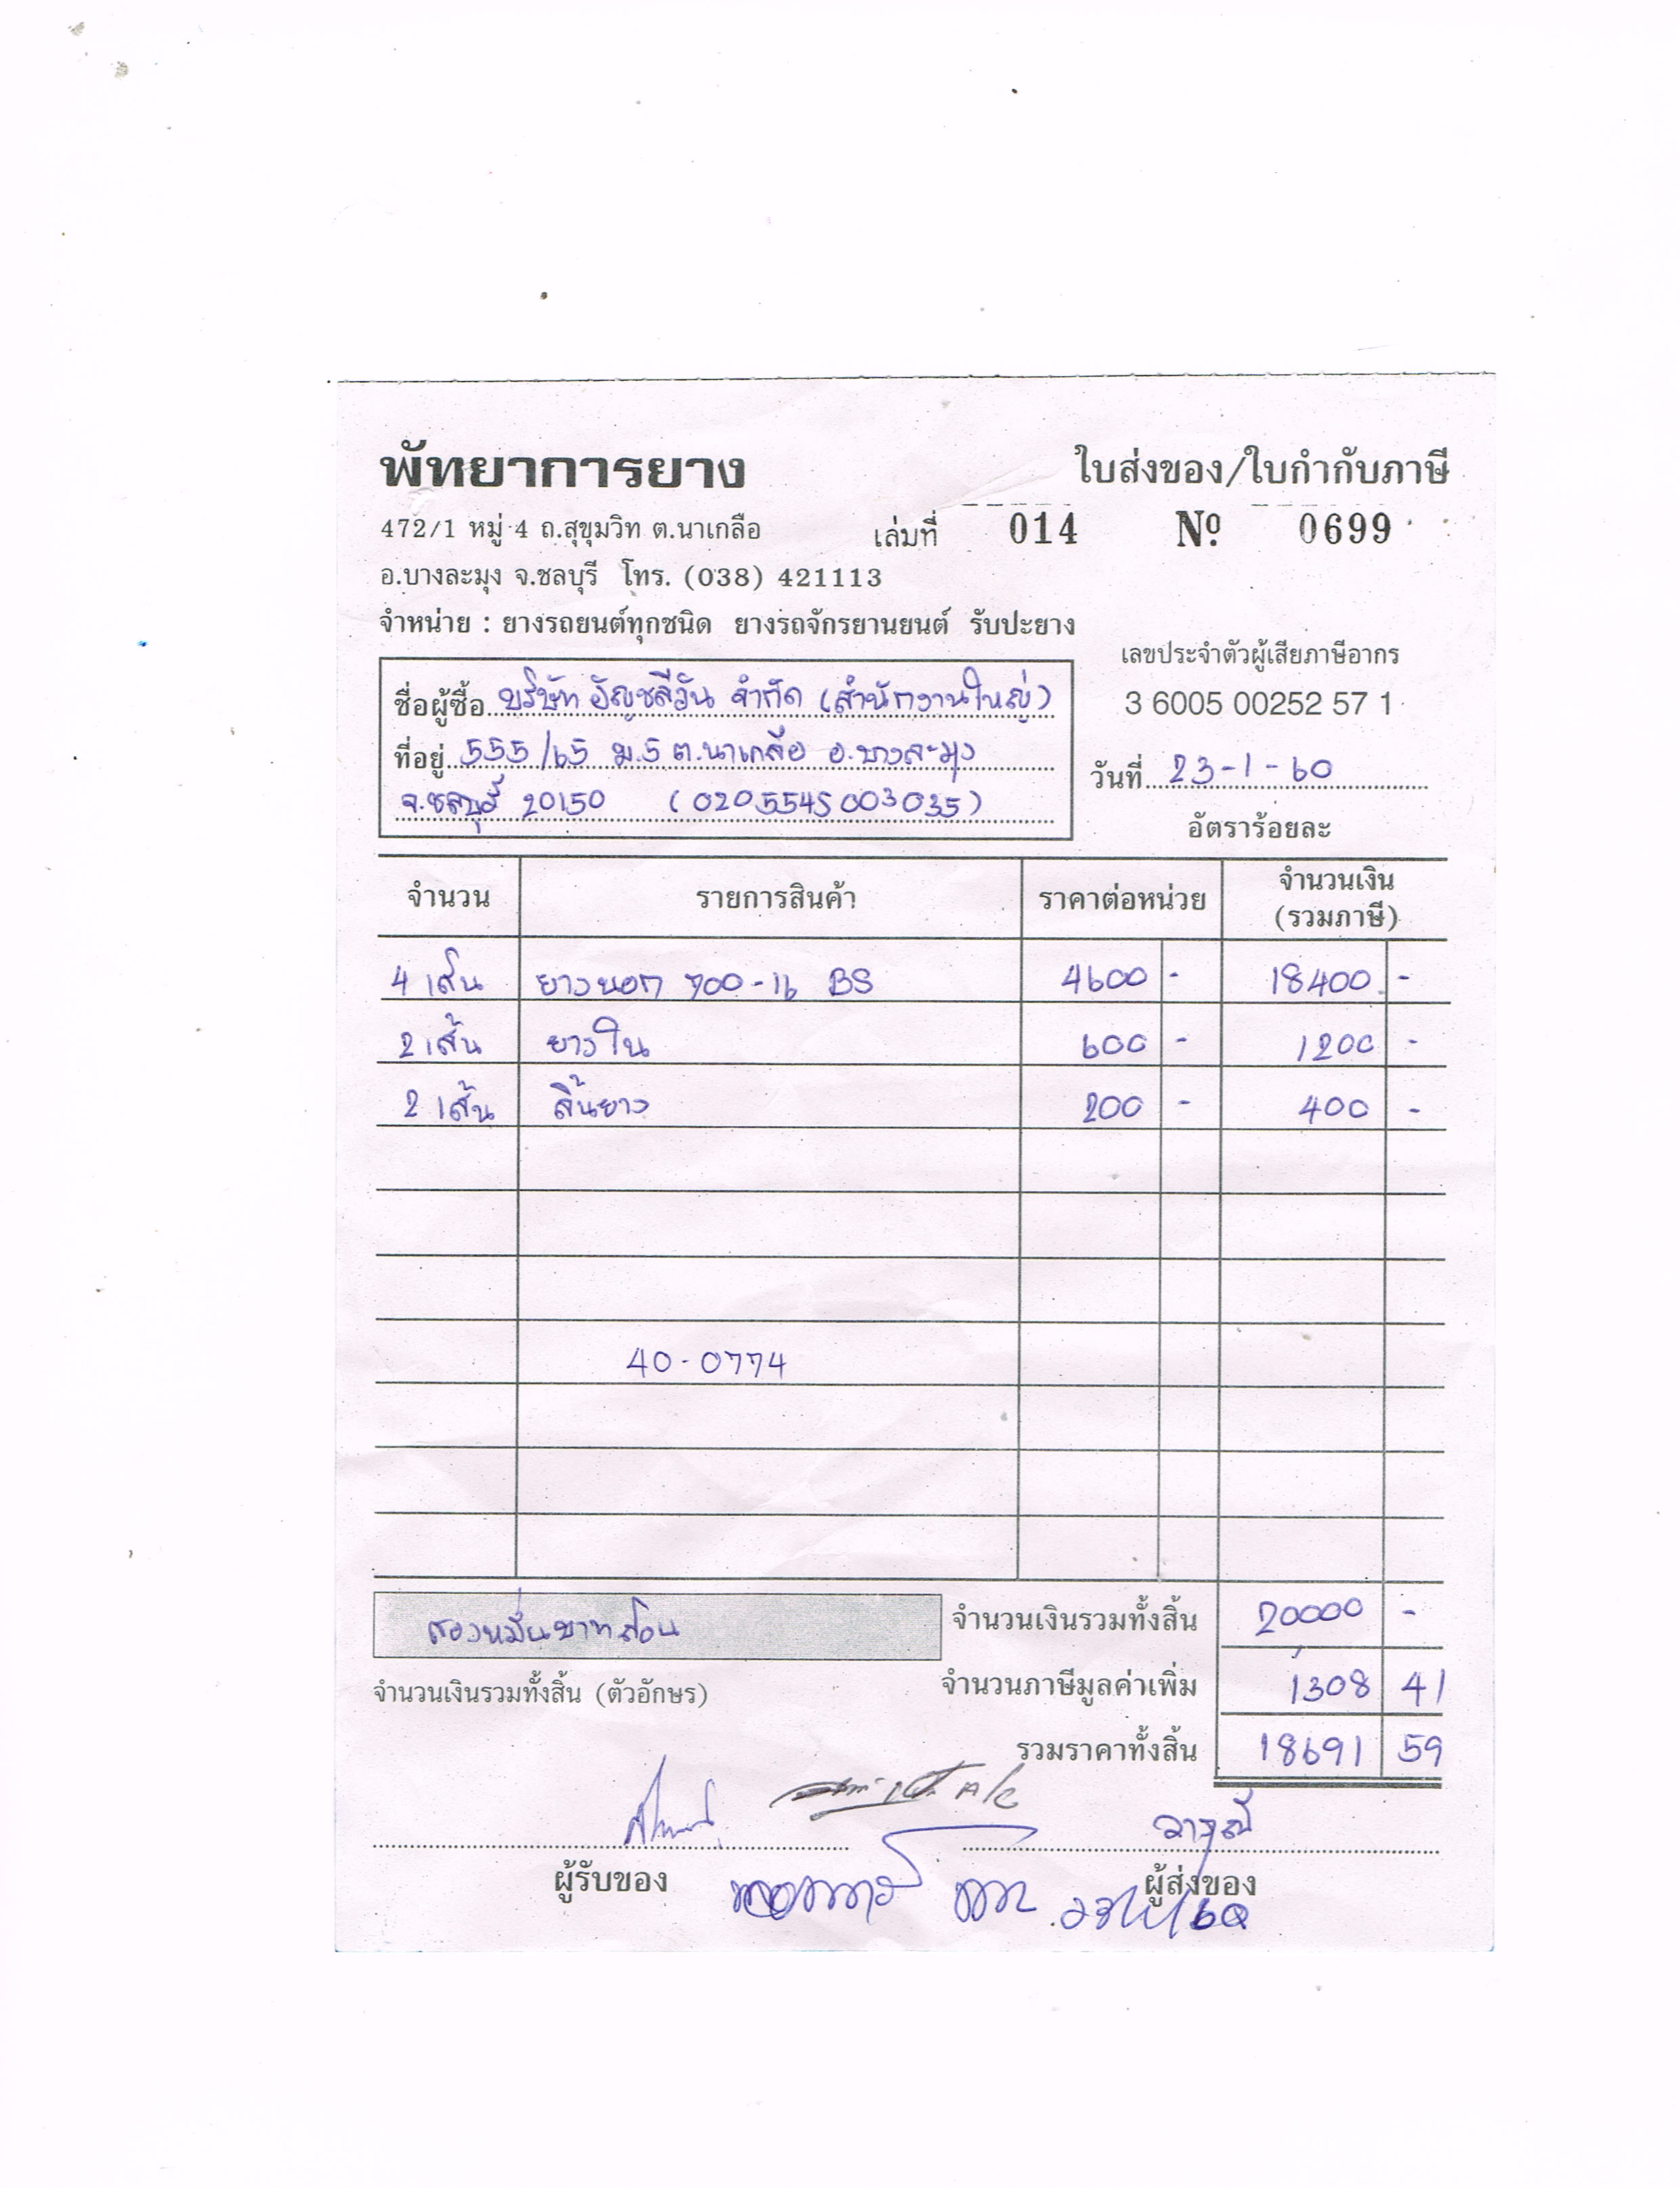 พัทยาการยาง
ใบส่งของ/ใบกำกับภาษี
472/1 หมู่ 4 ถ.สุขุมวิท ต.นาเกลือ
เล่มที่ 014 Nº 0699
อ.บางละมุง จ.ชลบุรี โทร. (038) 421113
จำหน่าย : ยางรถยนต์ทุกชนิด ยางรถจักรยานยนต์ รับปะยาง
เลขประจำตัวผู้เสียภาษีอากร
3 6005 00252 57 1
ชื่อผู้ซื้อ บริษัท อัญชลีวัน จำกัด (สำนักงานใหญ่)
ที่อยู่ 555/65 ม.5 ต.นาเกลือ อ.บางละมุง
จ.ชลบุรี 20150 (0205545003035)
วันที่ 23-1-60
อัตราร้อยละ
จำนวน รายการสินค้า ราคาต่อหน่วย จำนวนเงิน (รวมภาษี)
4 เส้น ยางนอก 700-16 BS 4600 - 18400 -
2 เส้น ยางใน 600 - 1200 -
2 เส้น ลิ้นยาง 200 - 400 -
40-0774
สองหมื่นบาทถ้วน จำนวนเงินรวมทั้งสิ้น 20000 -
จำนวนเงินรวมทั้งสิ้น (ตัวอักษร) จำนวนภาษีมูลค่าเพิ่ม 1308 41
รวมราคาทั้งสิ้น 18691 59
ผู้รับของ
ผู้ส่งของ